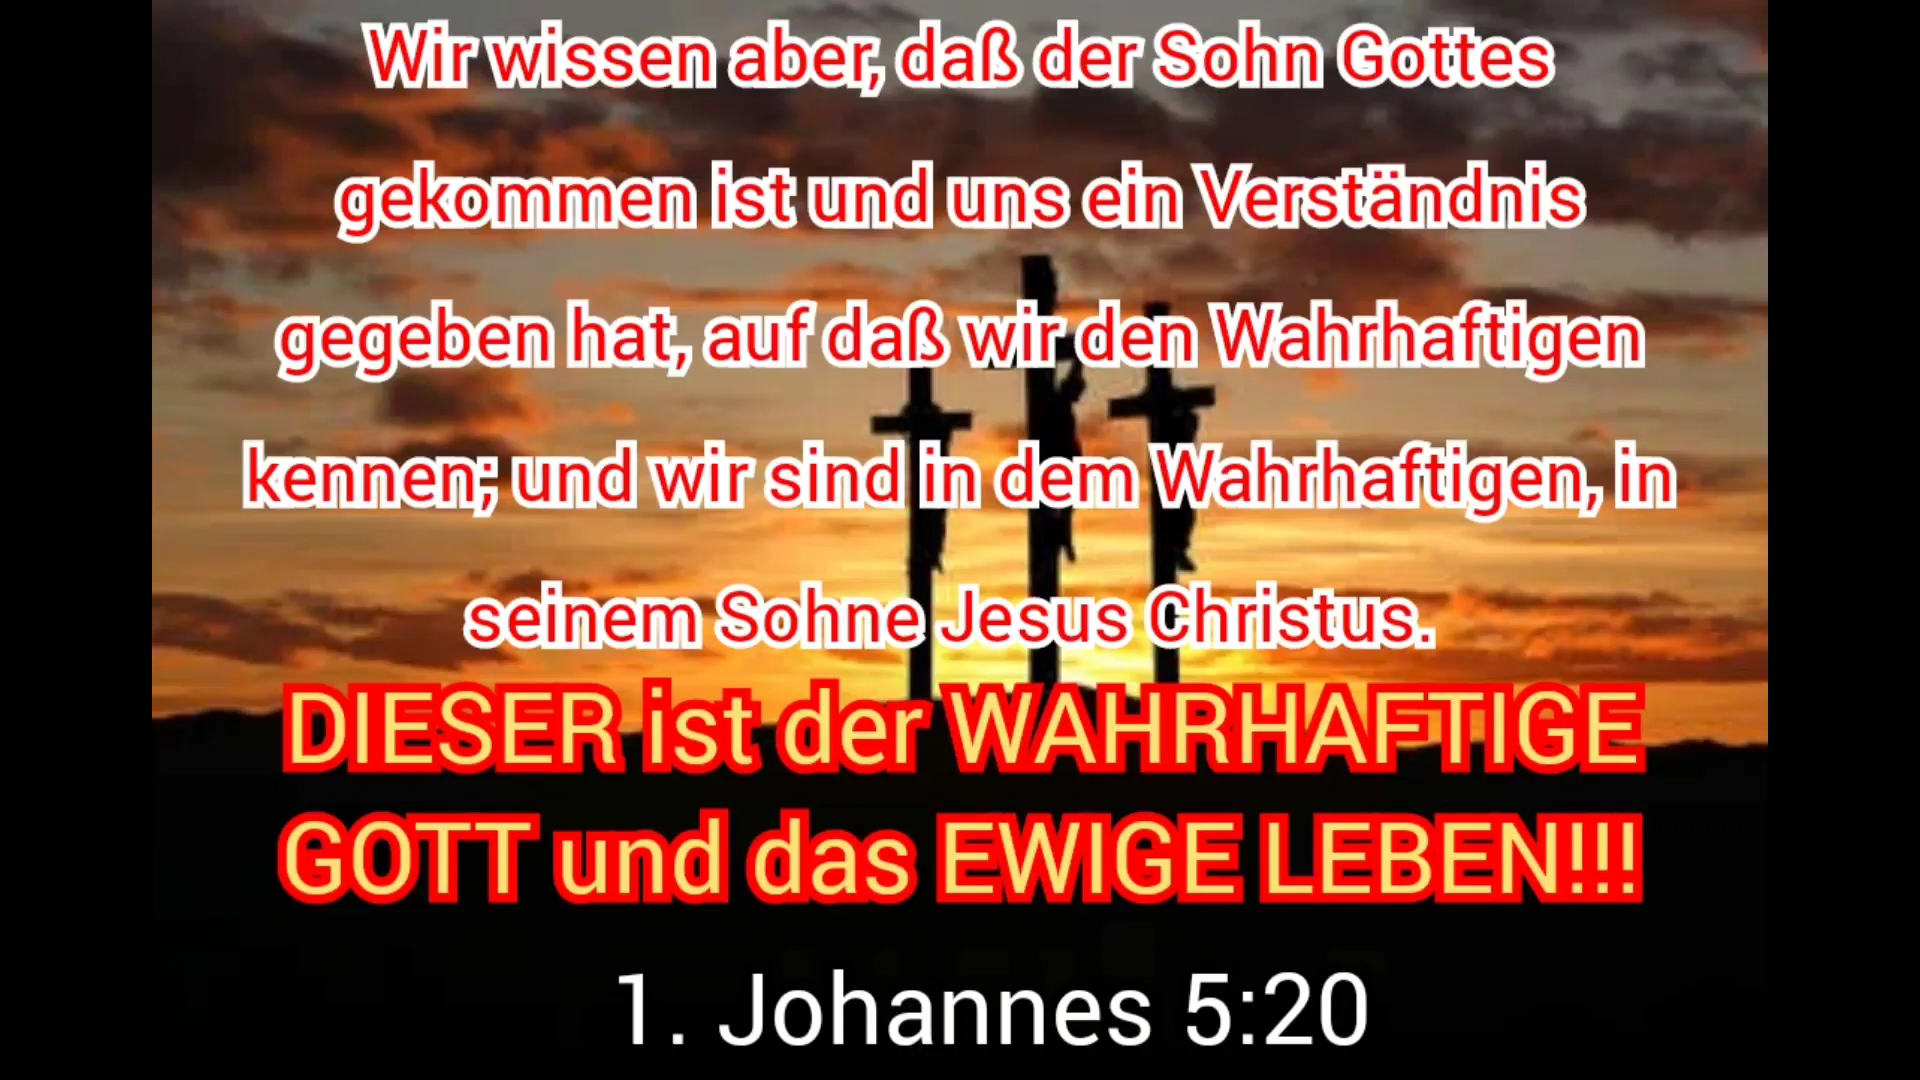 Wir wissen aber, daß der Sohn Gottes
gekommen ist und uns ein Verständnis
gegeben hat, auf daß wir den Wahrhaftigen
kennen; und wir sind in dem Wahrhaftigen, in
seinem Sohne Jesus Christus.
DIESER ist der WAHRHAFTIGE
GOTT und das EWIGE LEBEN!!!
1. Johannes 5:20